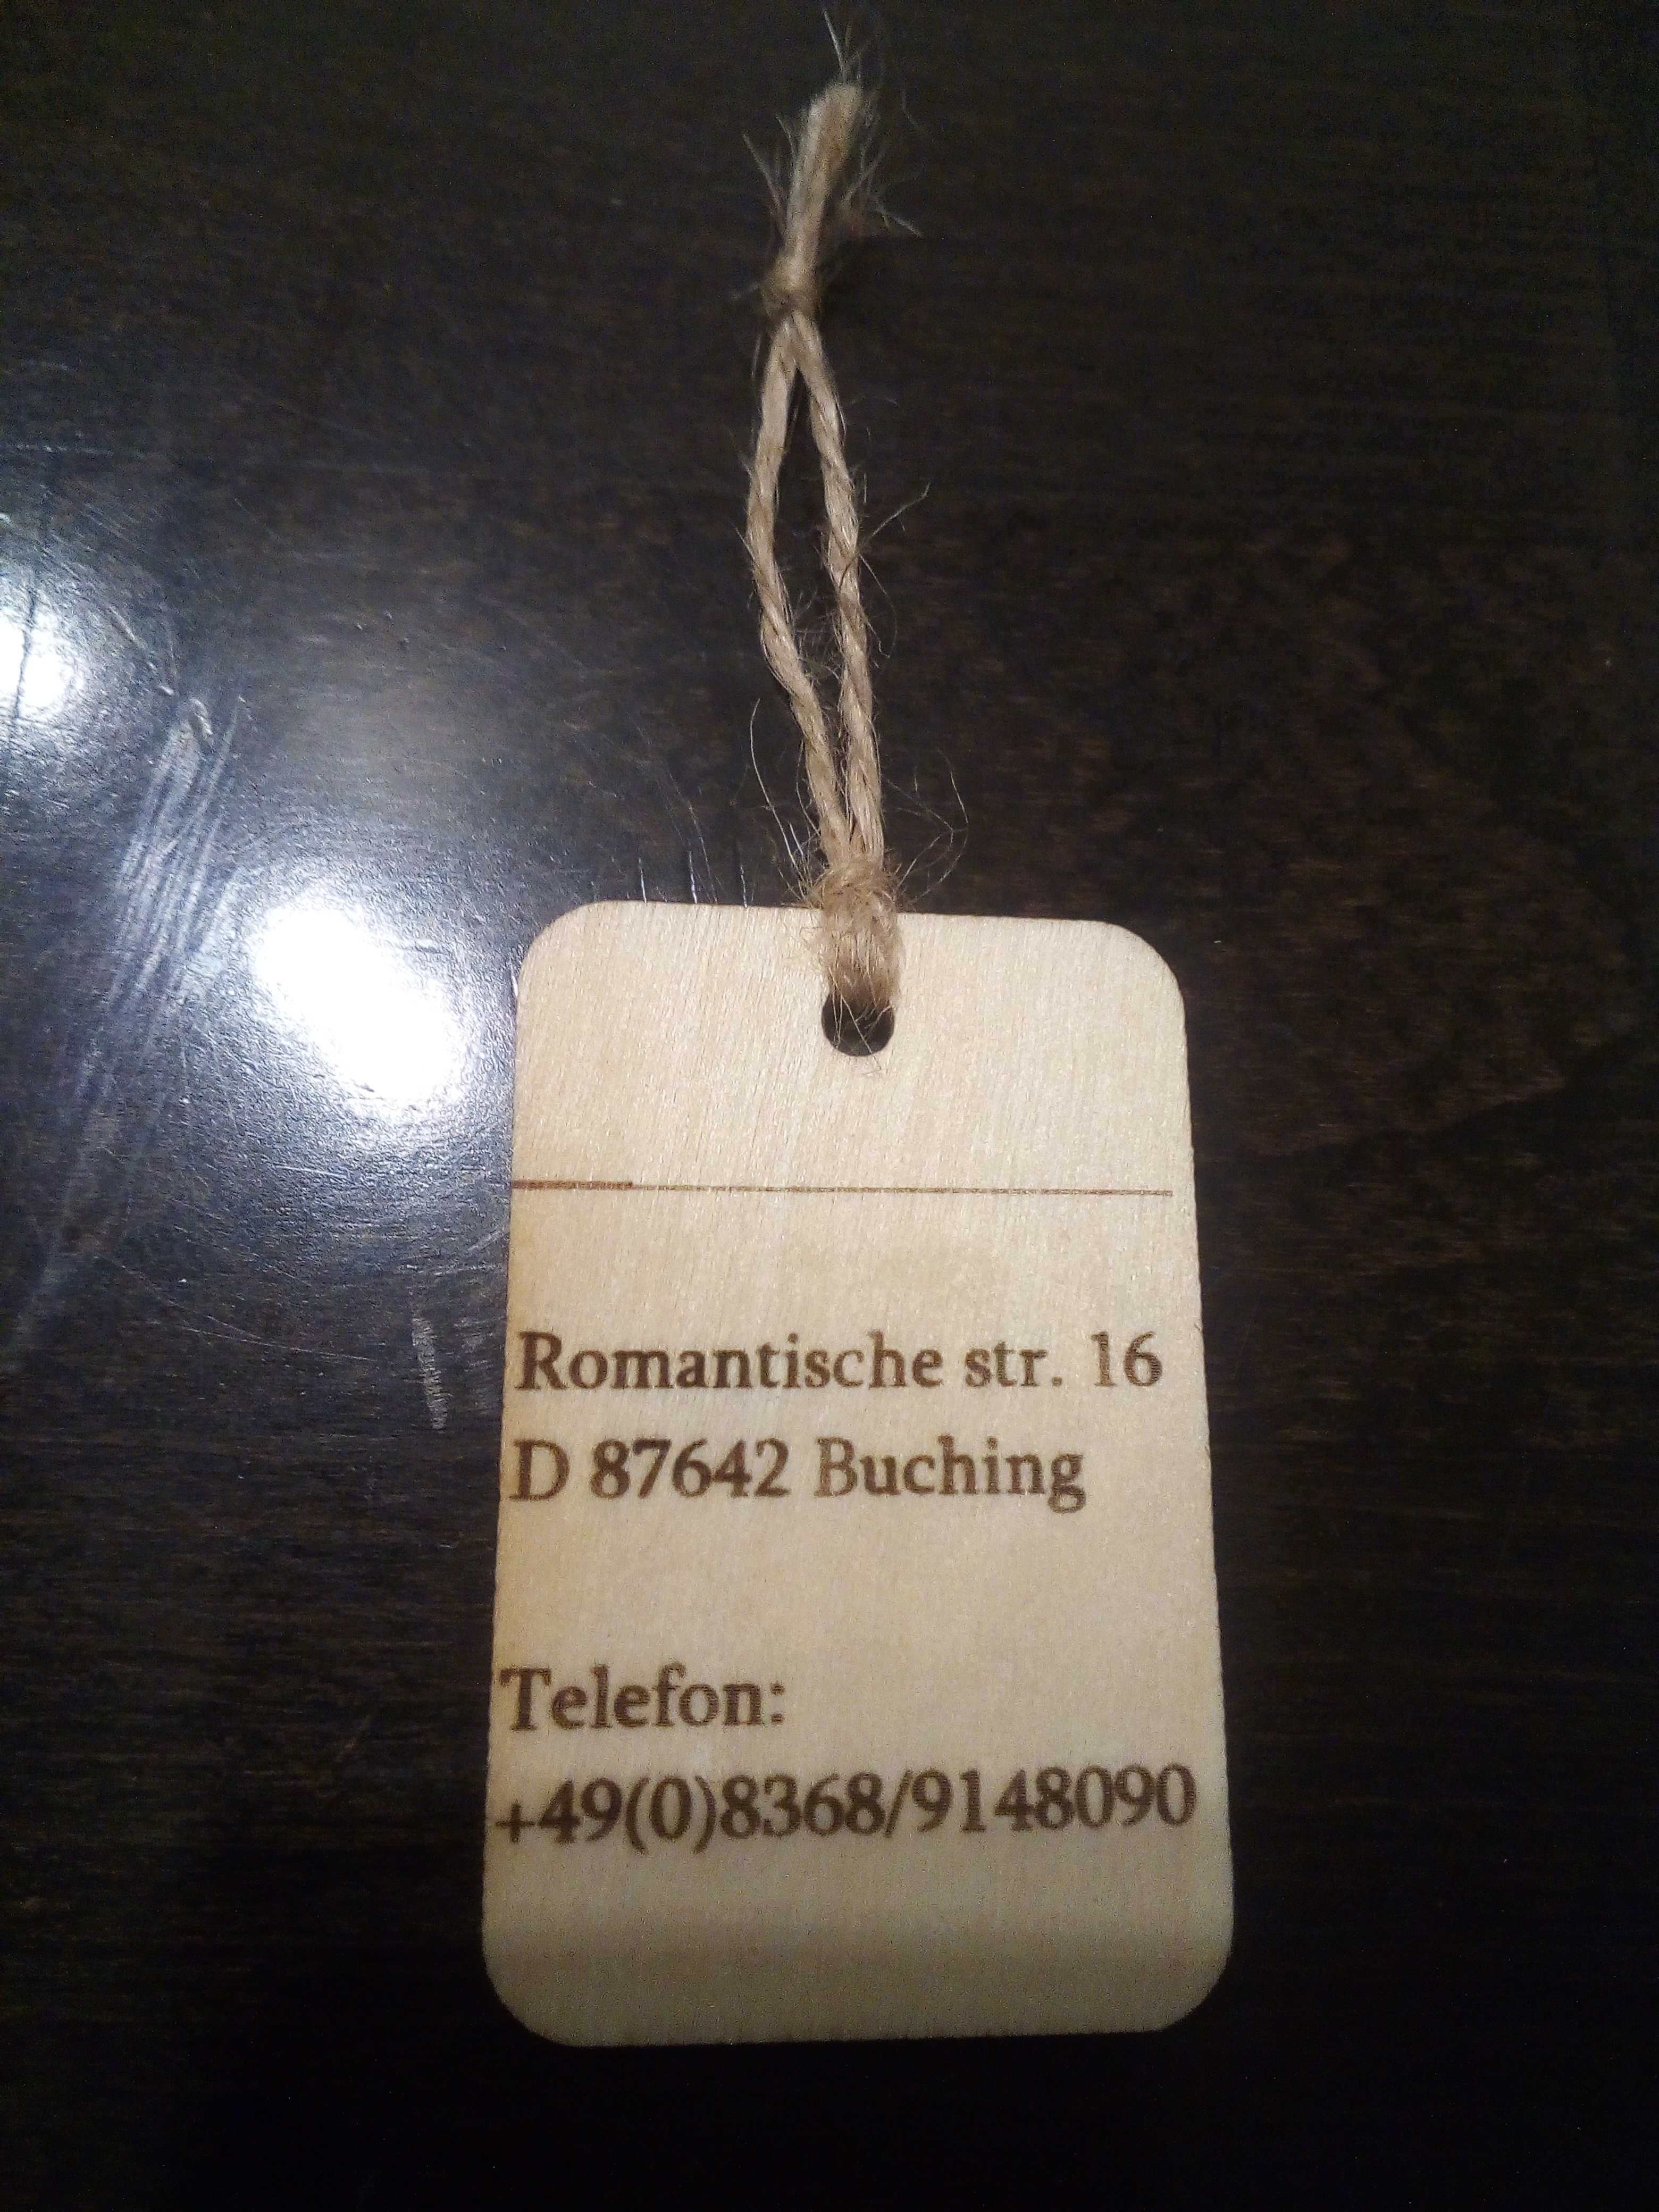 Romantische str. 16
D 87642 Buching
Telefon:
+49(0)8368/9148090